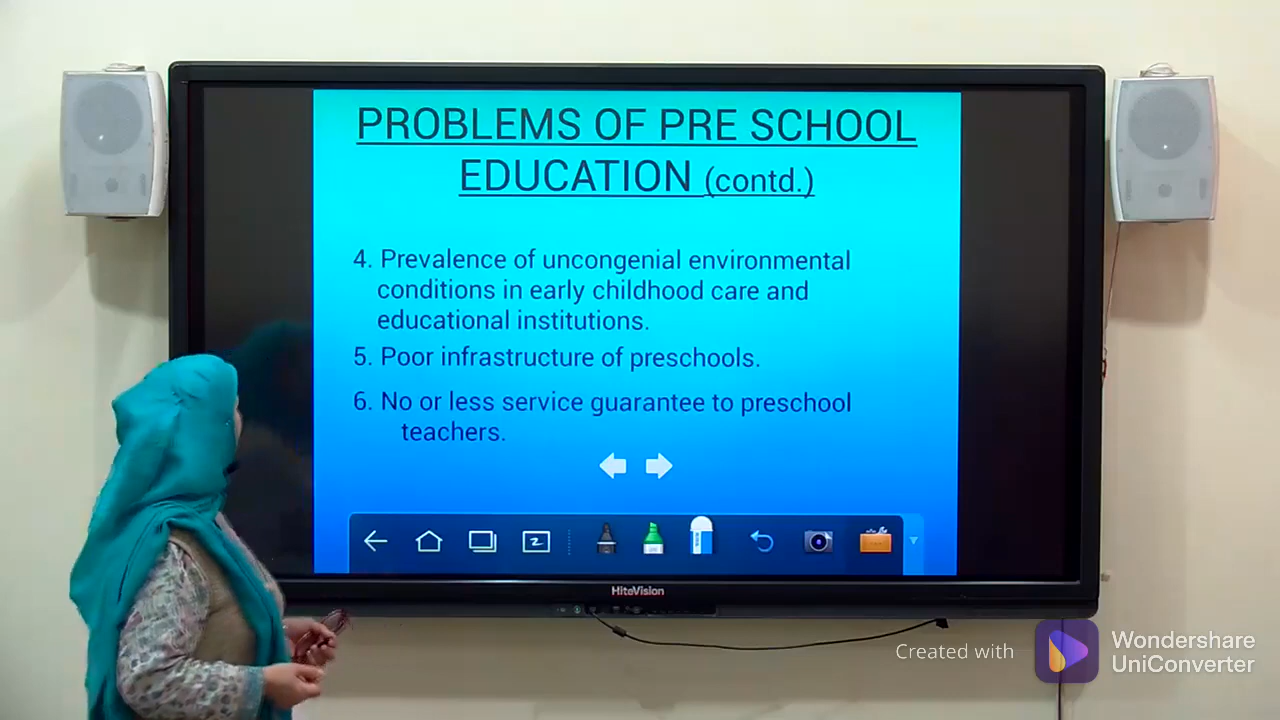 PROBLEMS OF PRE SCHOOL
EDUCATION (contd.)
4. Prevalence of uncongenial environmental
conditions in early childhood care and
educational institutions.
5. Poor infrastructure of preschools.
6. No or less service guarantee to preschool
teachers.
HiteVision
Created with
Wondershare
UniConverter